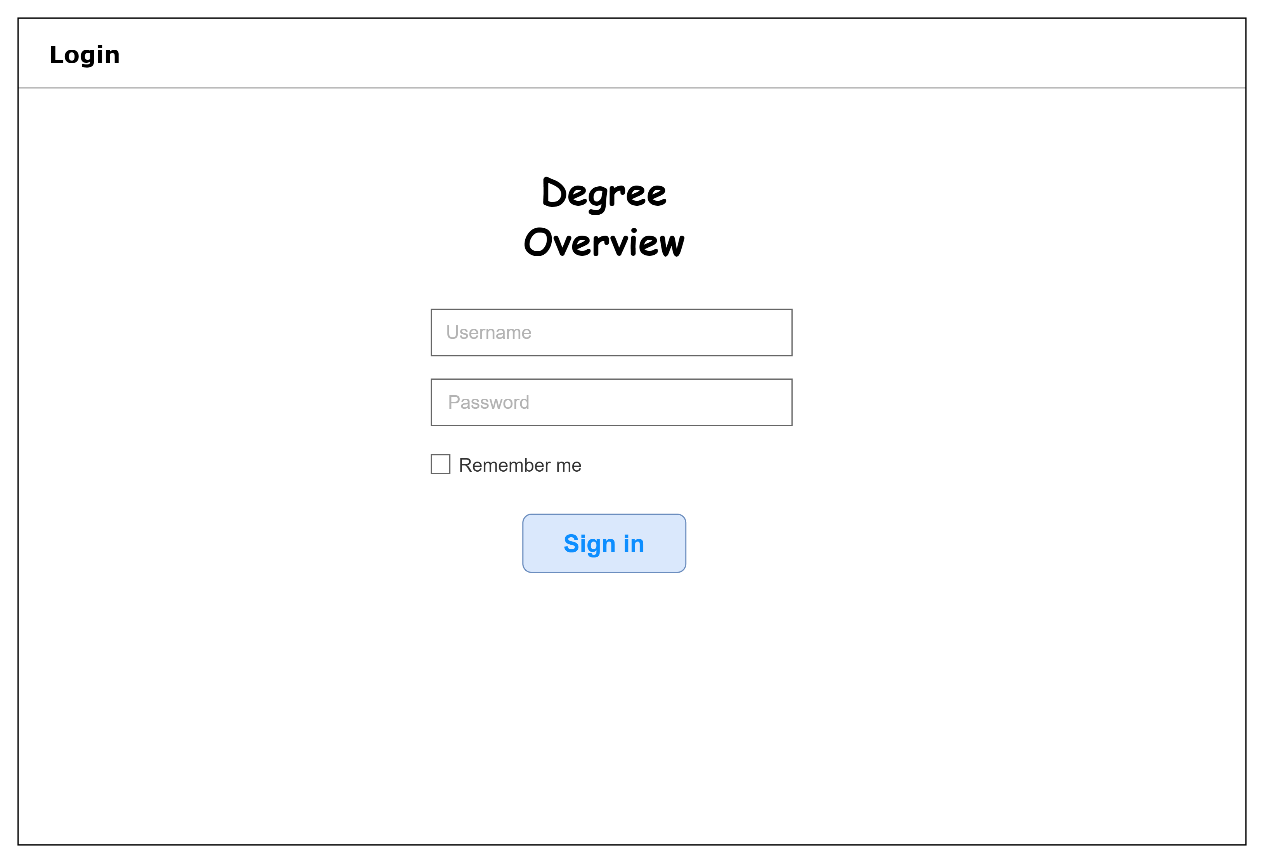 Login
Degree
Overview
Username
Password
Remember me
Sign in